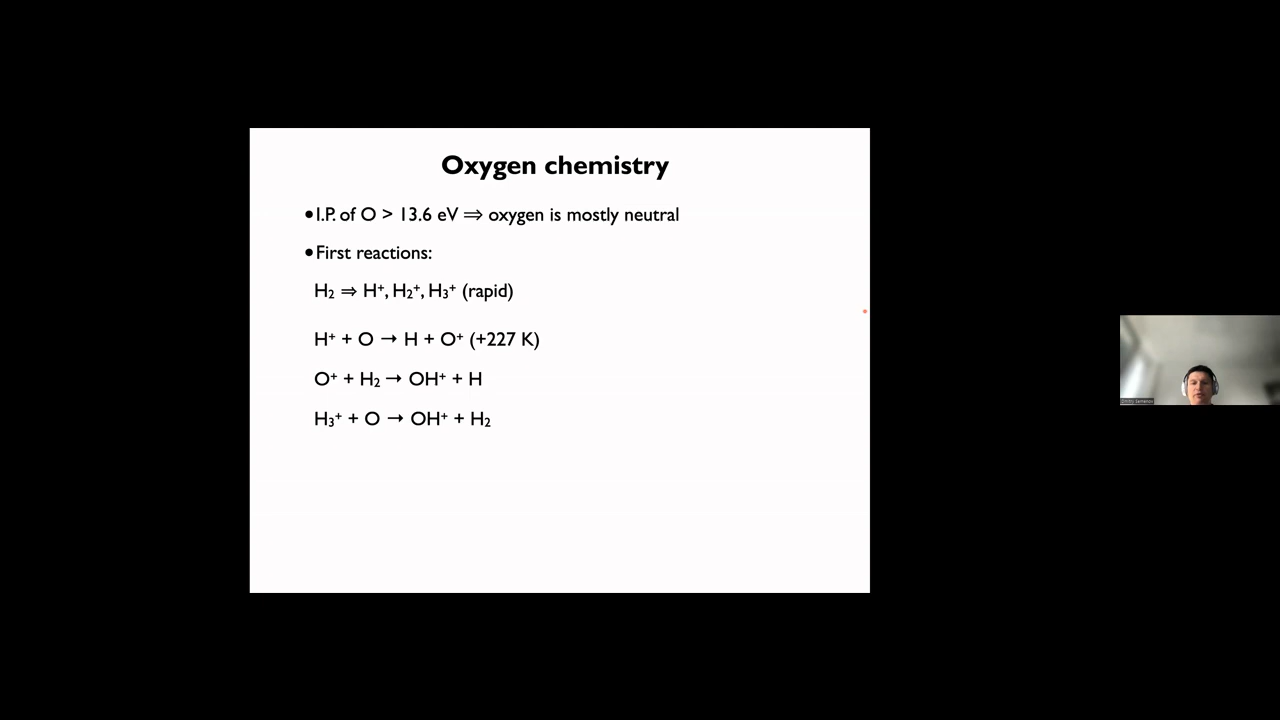 Oxygen chemistry
•I.P. of O > 13.6 eV ⟹ oxygen is mostly neutral
•First reactions:
H₂ ⟹ H⁺, H₂⁺, H₃⁺ (rapid)
H⁺ + O → H + O⁺ (+227 K)
O⁺ + H₂ → OH⁺ + H
H₃⁺ + O → OH⁺ + H₂